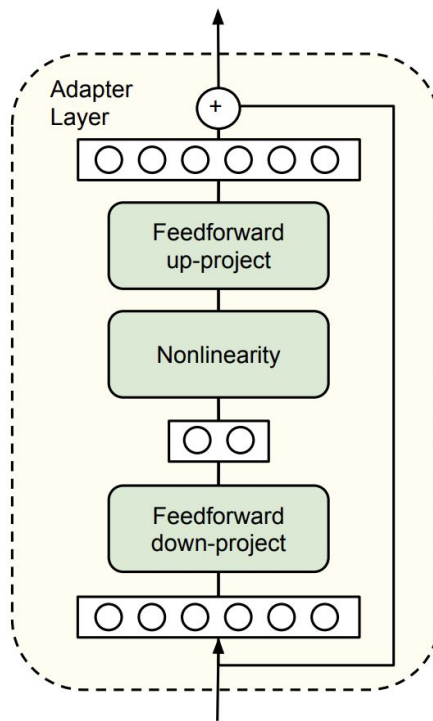 Adapter
Layer
+
Feedforward
up-project
Nonlinearity
Feedforward
down-project